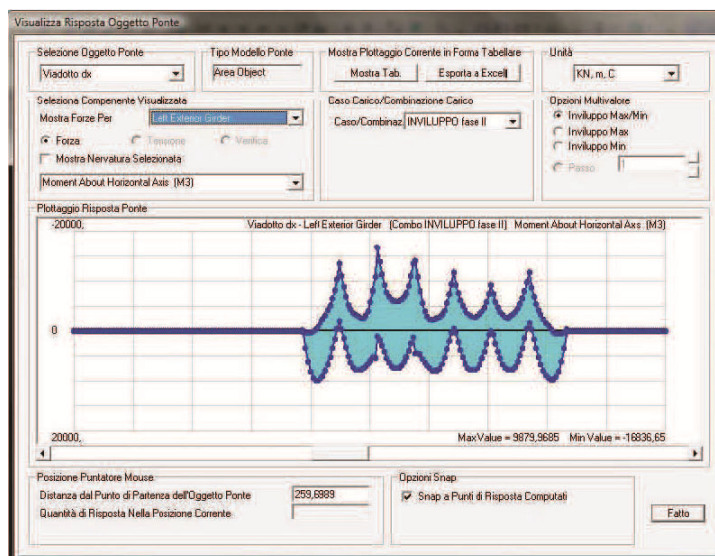 Visualizza Risposta Oggetto Ponte
Selezione Oggetto Ponte
Viadotto dx
Tipo Modello Ponte
Area Object
Mostra Plottaggio Corrente in Forma Tabellare
Mostra Tab.
Esporta a Excell
Unità
KN, m, C
Seleziona Componente Visualizzata
Mostra Forze Per
Left Exterior Girder
Forza
Tensione
Verifica
Mostra Nervatura Selezionata
Moment About Horizontal Axis (M3)
Caso Carico/Combinazione Carico
Caso/Combinaz.
INVILUPPO fase II
Opzioni Multivalore
Inviluppo Max/Min
Inviluppo Max
Inviluppo Min
Passo
1
Plottaggio Risposta Ponte
-20000,
Viadotto dx - Left Exterior Girder (Combo INVILUPPO fase II) Moment About Horizontal Axis (M3)
0
20000,
Max Value = 9879,9685 Min Value = -16836,65
Posizione Puntatore Mouse
Distanza dal Punto di Partenza dell'Oggetto Ponte
259,6989
Quantità di Risposta Nella Posizione Corrente
Opzioni Snap
Snap a Punti di Risposta Computati
Fatto